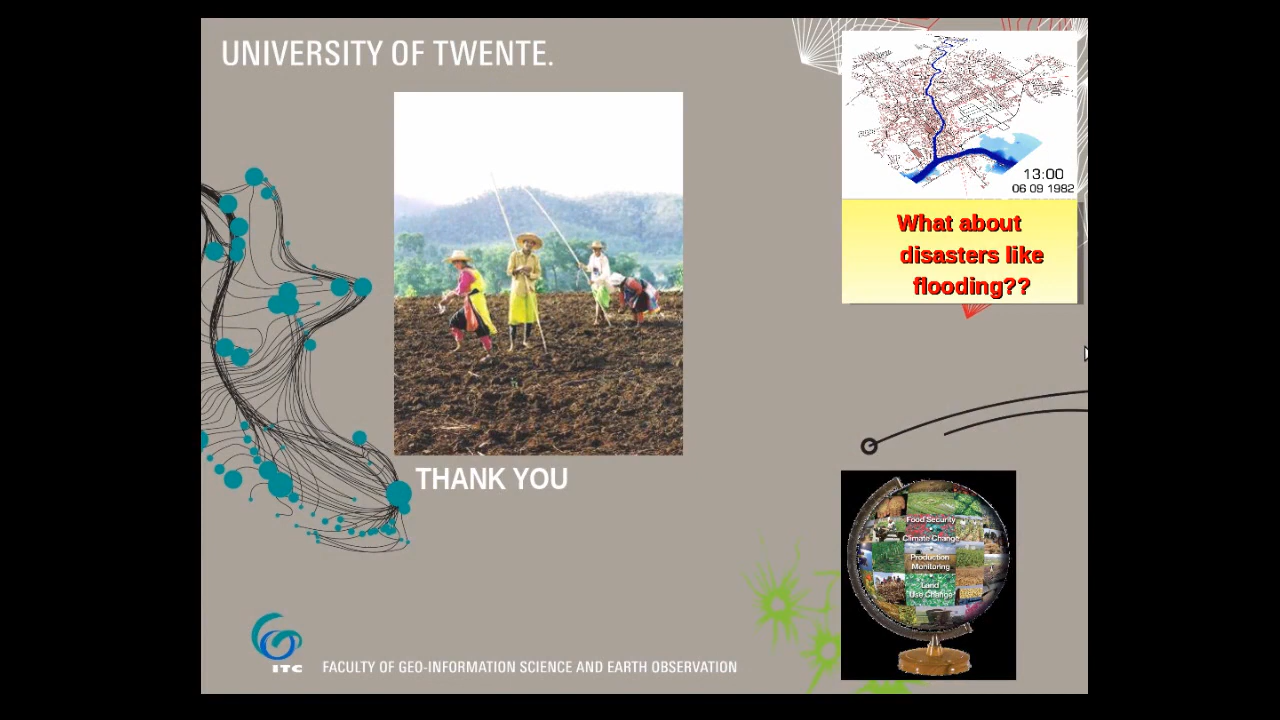 UNIVERSITY OF TWENTE.
13:00
06 09 1982
What about
disasters like
flooding??
THANK YOU
Food Security
Climate Change
Production
Monitoring
Land
Use Change
ITC
FACULTY OF GEO-INFORMATION SCIENCE AND EARTH OBSERVATION